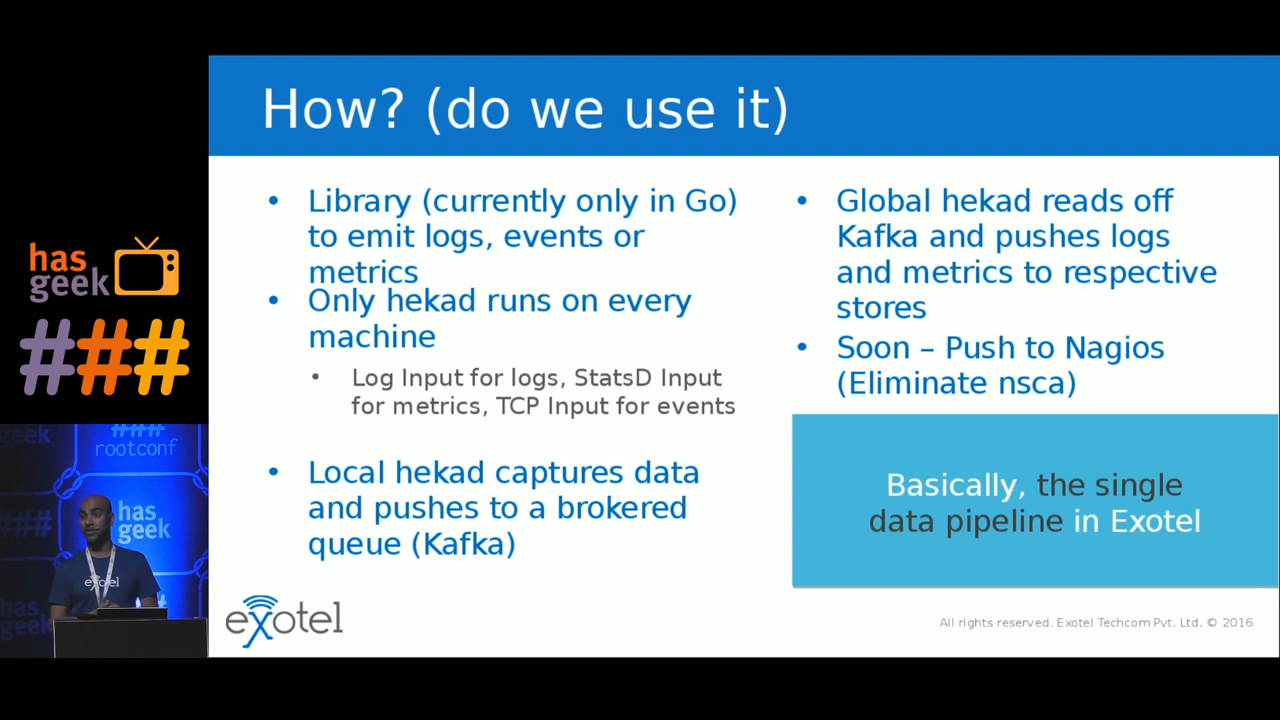 How? (do we use it)
• Library (currently only in Go)
to emit logs, events or
metrics
• Only hekad runs on every
machine
• Log Input for logs, StatsD Input
for metrics, TCP Input for events
• Local hekad captures data
and pushes to a brokered
queue (Kafka)
• Global hekad reads off
Kafka and pushes logs
and metrics to respective
stores
• Soon – Push to Nagios
(Eliminate nsca)
Basically, the single
data pipeline in Exotel
exotel
All rights reserved. Exotel Techcom Pvt. Ltd. © 2016
has
geek
###
###
rootconf
geek
has
geek
###
has
geek
exotel